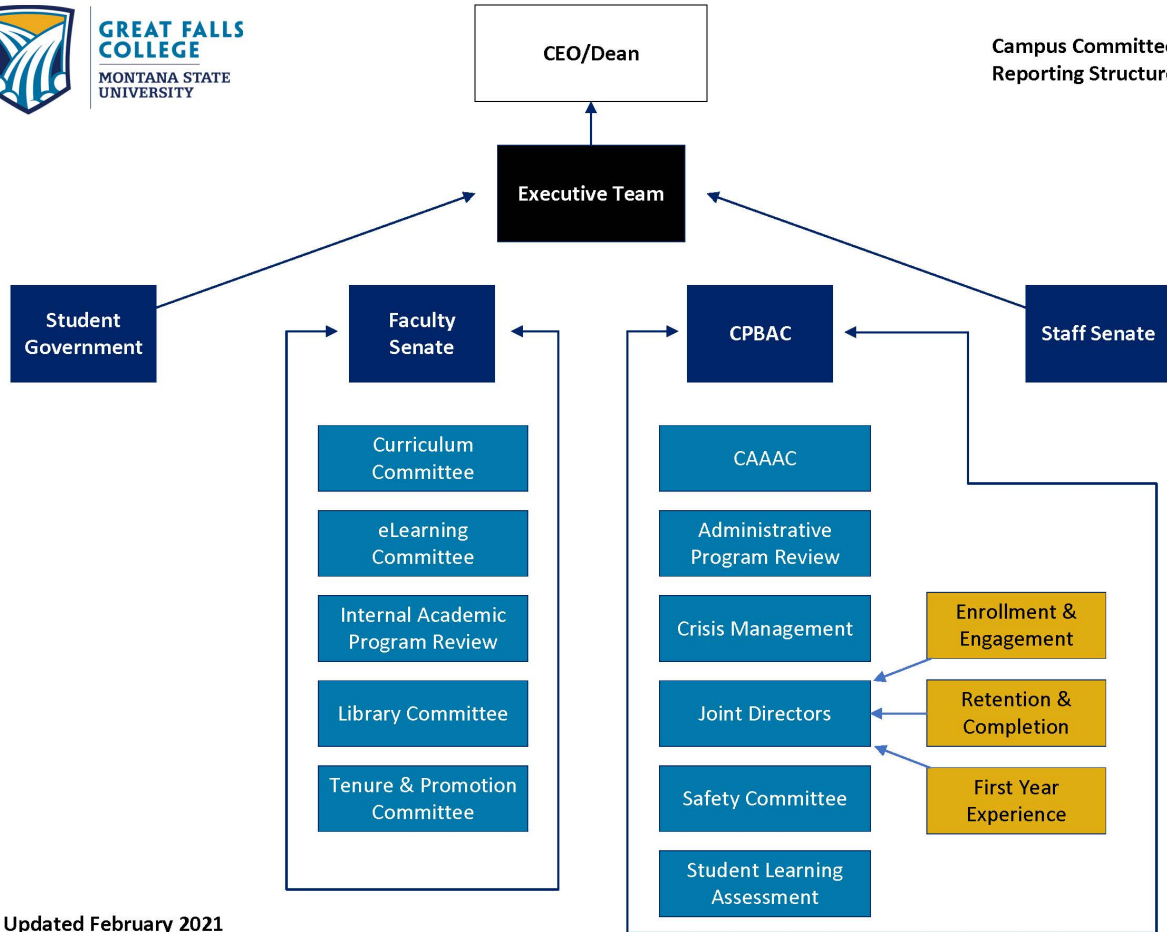 GREAT FALLS
COLLEGE
MONTANA STATE
UNIVERSITY
CEO/Dean
Campus Committee
Reporting Structure
Executive Team
Student
Government
Faculty
Senate
CPBAC
Staff Senate
Curriculum
Committee
eLearning
Committee
Internal Academic
Program Review
Library Committee
Tenure & Promotion
Committee
CAAAC
Administrative
Program Review
Crisis Management
Joint Directors
Safety Committee
Student Learning
Assessment
Enrollment &
Engagement
Retention &
Completion
First Year
Experience
Updated February 2021